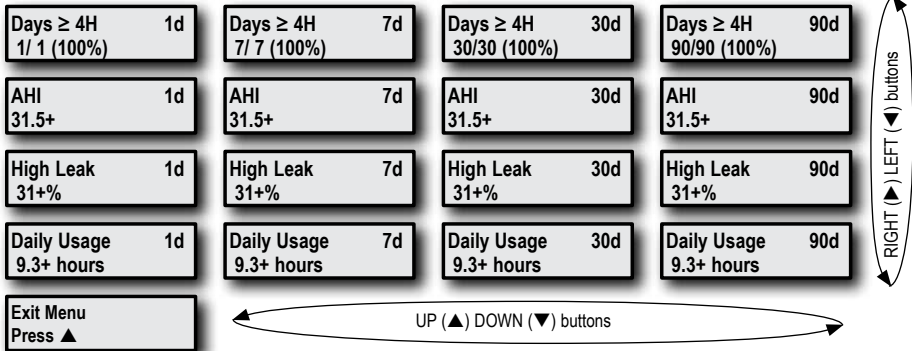 Days ≥ 4H 1d
1/ 1 (100%)
Days ≥ 4H 7d
7/ 7 (100%)
Days ≥ 4H 30d
30/30 (100%)
Days ≥ 4H 90d
90/90 (100%)
AHI 1d
31.5+
AHI 7d
31.5+
AHI 30d
31.5+
AHI 90d
31.5+
High Leak 1d
31+%
High Leak 7d
31+%
High Leak 30d
31+%
High Leak 90d
31+%
Daily Usage 1d
9.3+ hours
Daily Usage 7d
9.3+ hours
Daily Usage 30d
9.3+ hours
Daily Usage 90d
9.3+ hours
Exit Menu
Press ▲
UP (▲) DOWN (▼) buttons
RIGHT (▶) LEFT (◀) buttons